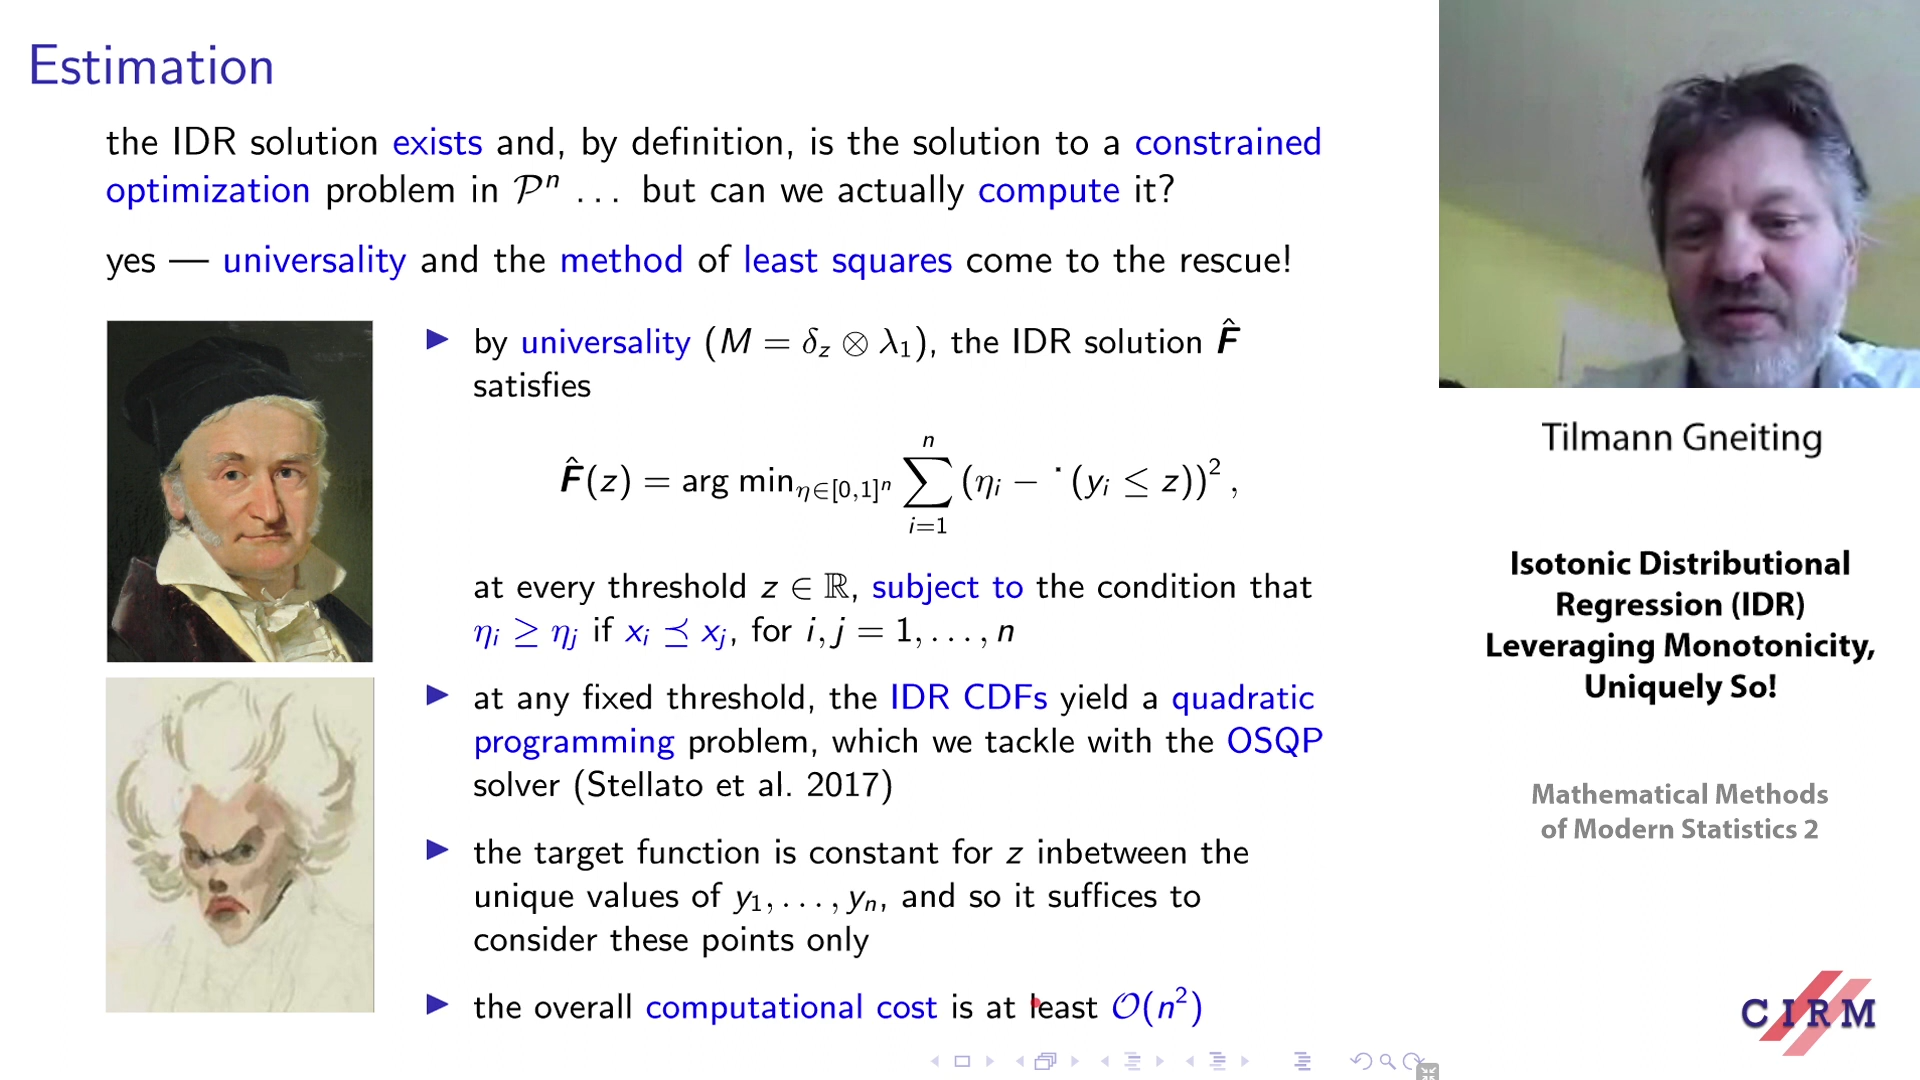 Estimation
the IDR solution exists and, by definition, is the solution to a constrained
optimization problem in 𝒫ⁿ ... but can we actually compute it?
yes — universality and the method of least squares come to the rescue!
▶ by universality (M = δ_z ⊗ λ₁), the IDR solution F̂
satisfies
F̂(z) = arg min_{η∈[0,1]ⁿ} ∑_{i=1}^{n} (η_i − ˙(y_i ≤ z))² ,
at every threshold z ∈ ℝ, subject to the condition that
η_i ≥ η_j if x_i ⪯ x_j, for i, j = 1, . . . , n
▶ at any fixed threshold, the IDR CDFs yield a quadratic
programming problem, which we tackle with the OSQP
solver (Stellato et al. 2017)
▶ the target function is constant for z inbetween the
unique values of y₁, . . . , y_n, and so it suffices to
consider these points only
▶ the overall computational cost is at least 𝒪(n²)
Tilmann Gneiting
Isotonic Distributional
Regression (IDR)
Leveraging Monotonicity,
Uniquely So!
Mathematical Methods
of Modern Statistics 2
CIRM